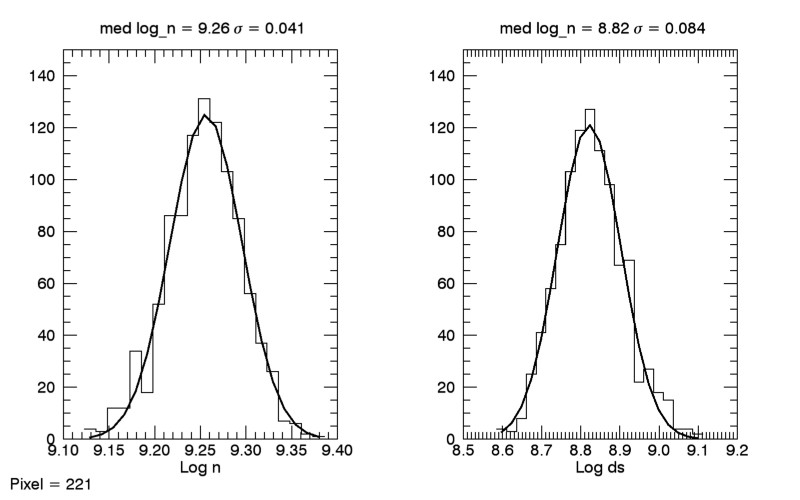 med log_n = 9.26 σ = 0.041
140
120
100
80
60
40
20
0
9.10 9.15 9.20 9.25 9.30 9.35 9.40
Log n
med log_n = 8.82 σ = 0.084
140
120
100
80
60
40
20
0
8.5 8.6 8.7 8.8 8.9 9.0 9.1 9.2
Log ds
Pixel = 221